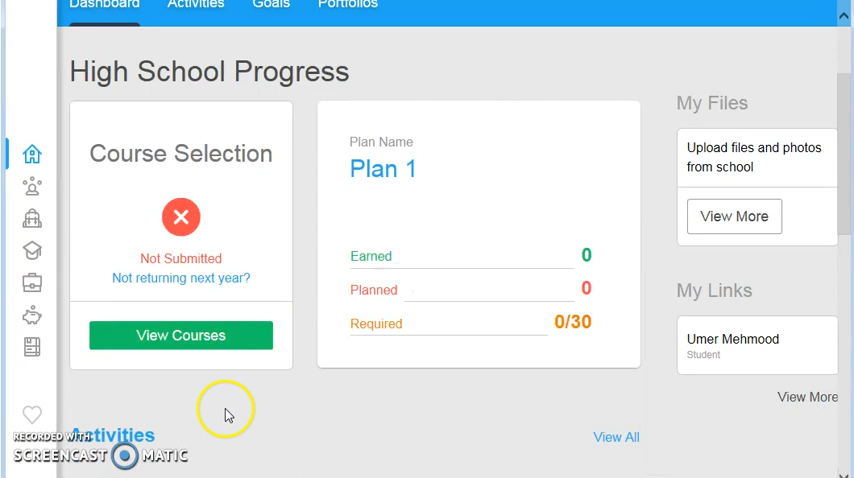 Dashboard Activities Goals Portfolios
High School Progress
Course Selection
Not Submitted
Not returning next year?
View Courses
Plan Name
Plan 1
Earned 0
Planned 0
Required 0/30
My Files
Upload files and photos
from school
View More
My Links
Umer Mehmood
Student
View More
Activities View All
RECORDED WITH
SCREENCAST MATIC